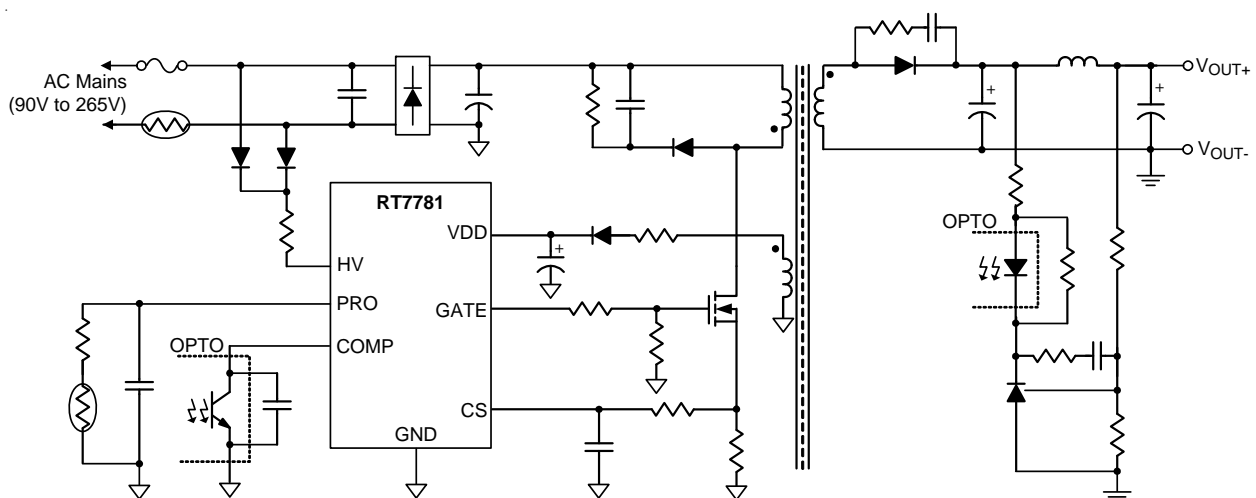 AC Mains
(90V to 265V)
VOUT+
VOUT-
RT7781
VDD
OPTO
HV
PRO
GATE
COMP
OPTO
CS
GND
+
+
+
+